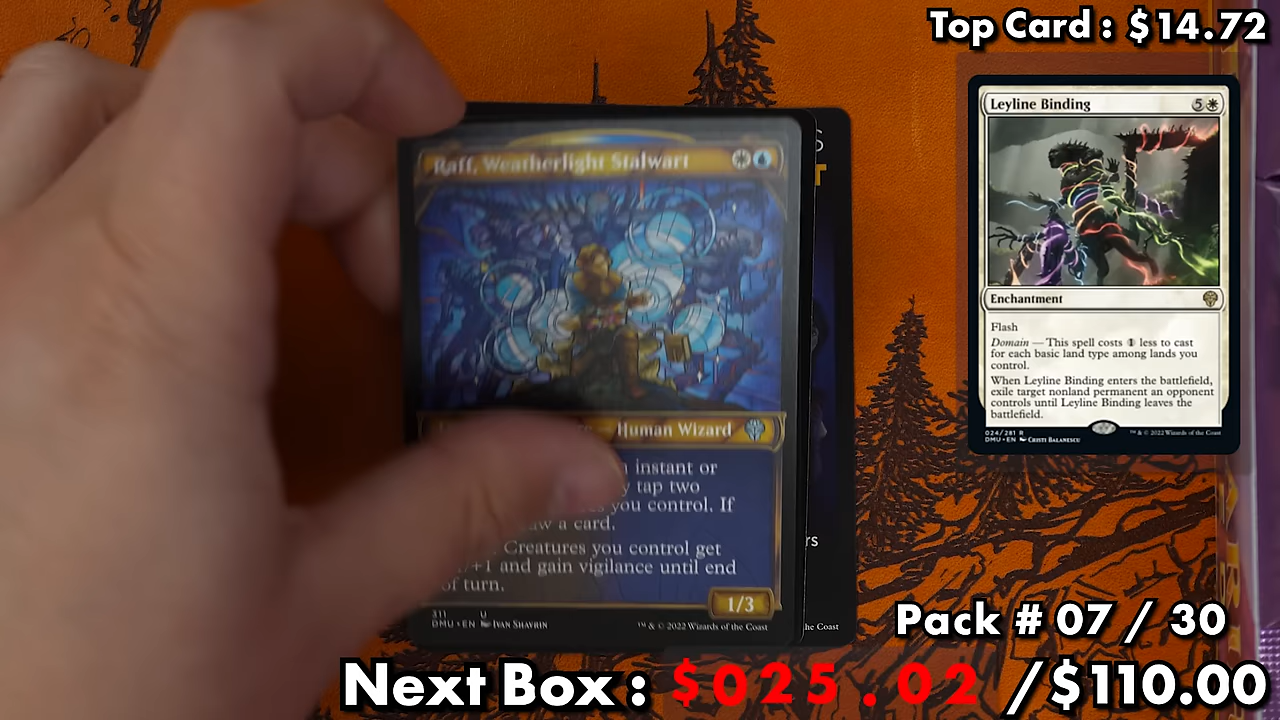 Top Card : $14.72
Leyline Binding 5
Enchantment
Flash
Domain — This spell costs 1 less to cast
for each basic land type among lands you
control.
When Leyline Binding enters the battlefield,
exile target nonland permanent an opponent
controls until Leyline Binding leaves the
battlefield.
024/281 R
DMU • EN Cristi Balanescu
™ & © 2022 Wizards of the Coast
Raff, Weatherlight Stalwart
Human Wizard
instant or
tap two
you control. If
a card.
Creatures you control get
+1 and gain vigilance until end
of turn.
1/3
311 U
DMU • EN Ivan Shavrin
™ & © 2022 Wizards of the Coast
he Coast
Pack # 07 / 30
Next Box : $025.02 /$110.00